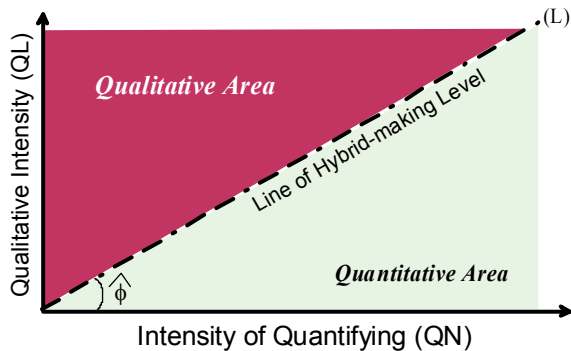 (L)
Qualitative Intensity (QL)
Qualitative Area
Line of Hybrid-making Level
Quantitative Area
ϕ̂
Intensity of Quantifying (QN)